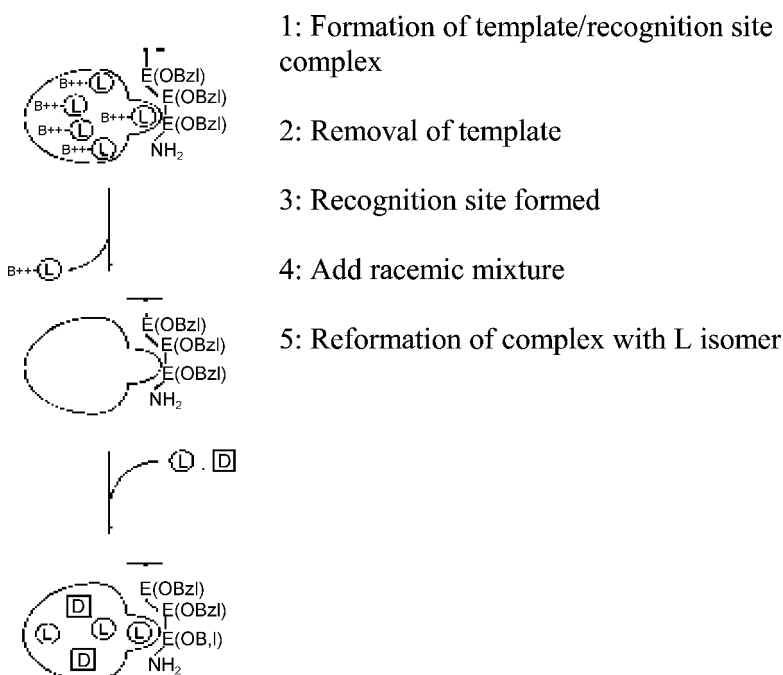 1: Formation of template/recognition site
complex
2: Removal of template
3: Recognition site formed
4: Add racemic mixture
5: Reformation of complex with L isomer
E(OBzl)
B++-L
E(OBzl)
B++-L
B++-L
E(OBzl)
B++-L
B++-L
NH2
B++-L
E(OBzl)
E(OBzl)
E(OBzl)
NH2
L . D
E(OBzl)
D
E(OBzl)
L
L
L
E(OB,l)
D
NH2